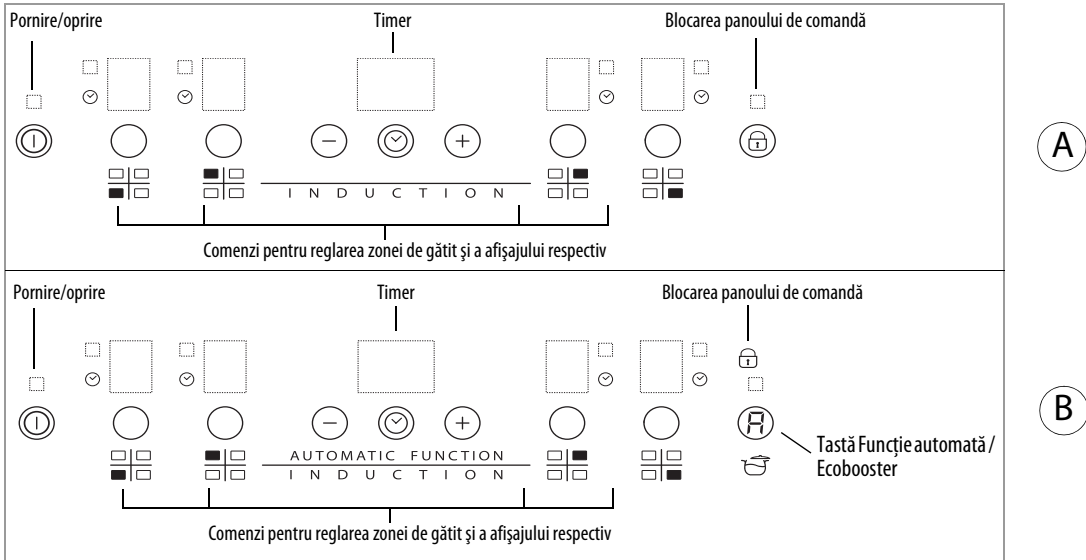 Pornire/oprire Timer Blocarea panoului de comandă
I N D U C T I O N
Comenzi pentru reglarea zonei de gătit şi a afişajului respectiv
A
Pornire/oprire Timer Blocarea panoului de comandă
A
AUTOMATIC FUNCTION
I N D U C T I O N
Tastă Funcţie automată /
Ecobooster
Comenzi pentru reglarea zonei de gătit şi a afişajului respectiv
B